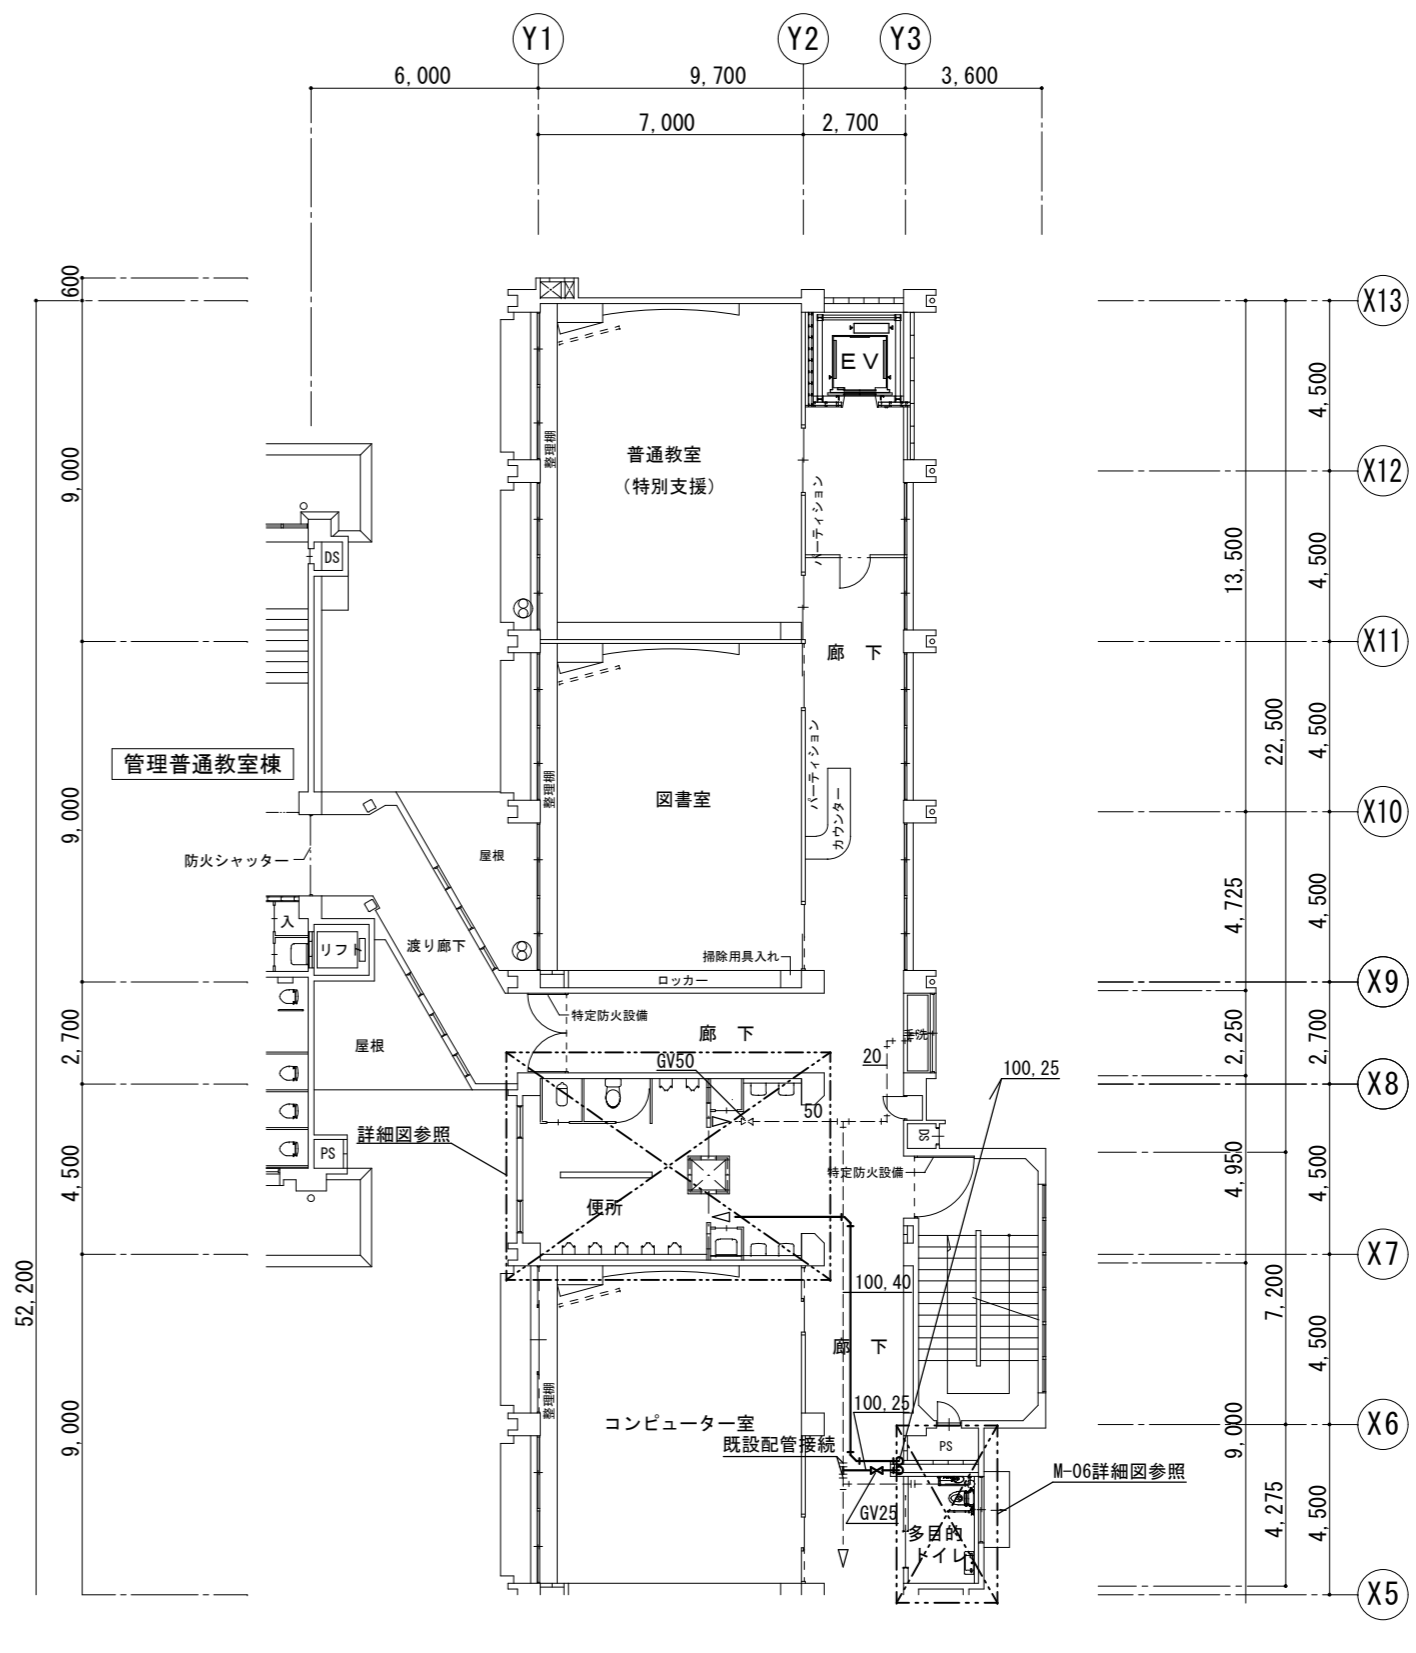 Y1
Y2
Y3
6,000
9,700
3,600
7,000
2,700
600
X13
EV
4,500
整理棚
普通教室
(特別支援)
パーティション
X12
9,000
DS
13,500
4,500
廊 下
X11
管理普通教室棟
整理棚
図書室
パーティション
カウンター
22,500
4,500
X10
9,000
防火シャッター
屋根
入
リフト
渡り廊下
掃除用具入れ
ロッカー
4,725
4,500
X9
特定防火設備
廊 下
手洗
屋根
GV50
20
100,25
2,700
2,250
2,700
X8
50
詳細図参照
PS
DS
特定防火設備
4,500
4,950
4,500
便所
X7
52,200
100,40
7,200
廊 下
4,500
整理棚
コンピューター室
100,25
既設配管接続
PS
X6
9,000
9,000
M-06詳細図参照
GV25
多目的
トイレ
4,275
4,500
X5